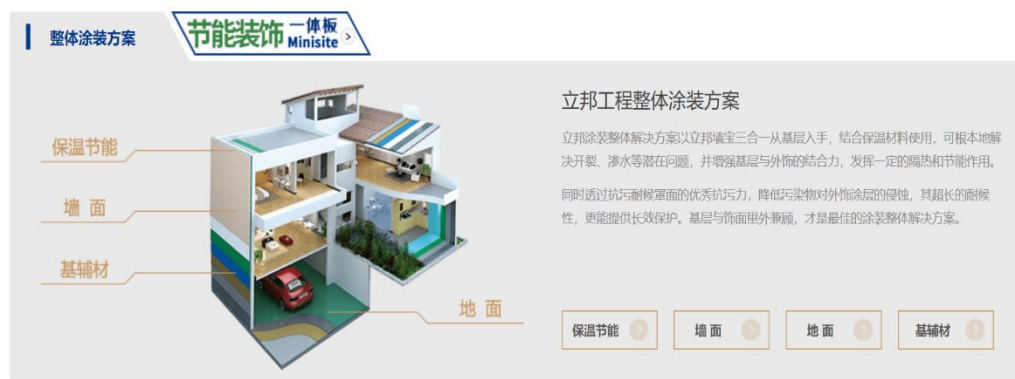 整体涂装方案
节能装饰 一体板
Minisite
立邦工程整体涂装方案
立邦涂装整体解决方案以立邦墙宝三合一从基层入手，结合保温材料使用，可根本地解
决开裂、渗水等潜在问题，并增强基层与外饰的结合力，发挥一定的隔热和节能作用。
同时透过抗污耐候罩面的优秀抗污力，降低污染物对外饰涂层的侵蚀，其超长的耐候
性，更能提供长效保护。基层与饰面里外兼顾，才是最佳的涂装整体解决方案。
保温节能
墙 面
基辅材
地 面
保温节能
墙 面
地 面
基辅材